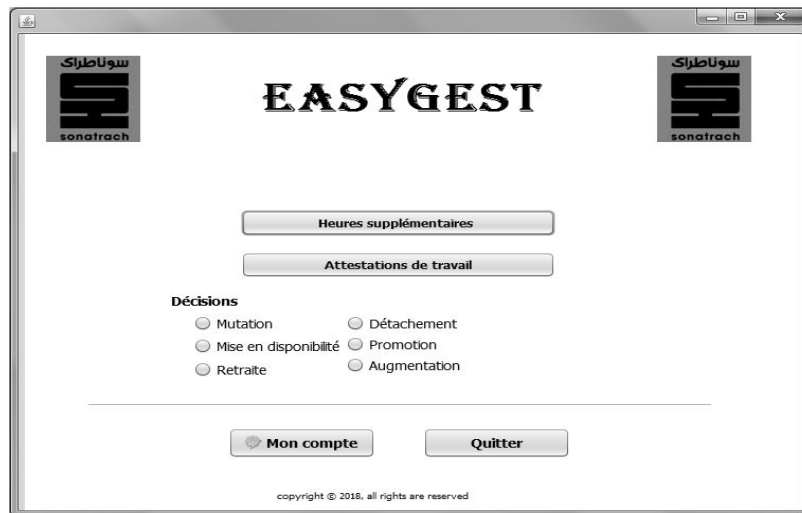 سوناطراك
sonatrach
EASYGEST
سوناطراك
sonatrach
Heures supplémentaires
Attestations de travail
Décisions
Mutation
Détachement
Mise en disponibilité
Promotion
Retraite
Augmentation
Mon compte
Quitter
copyright © 2018, all rights are reserved